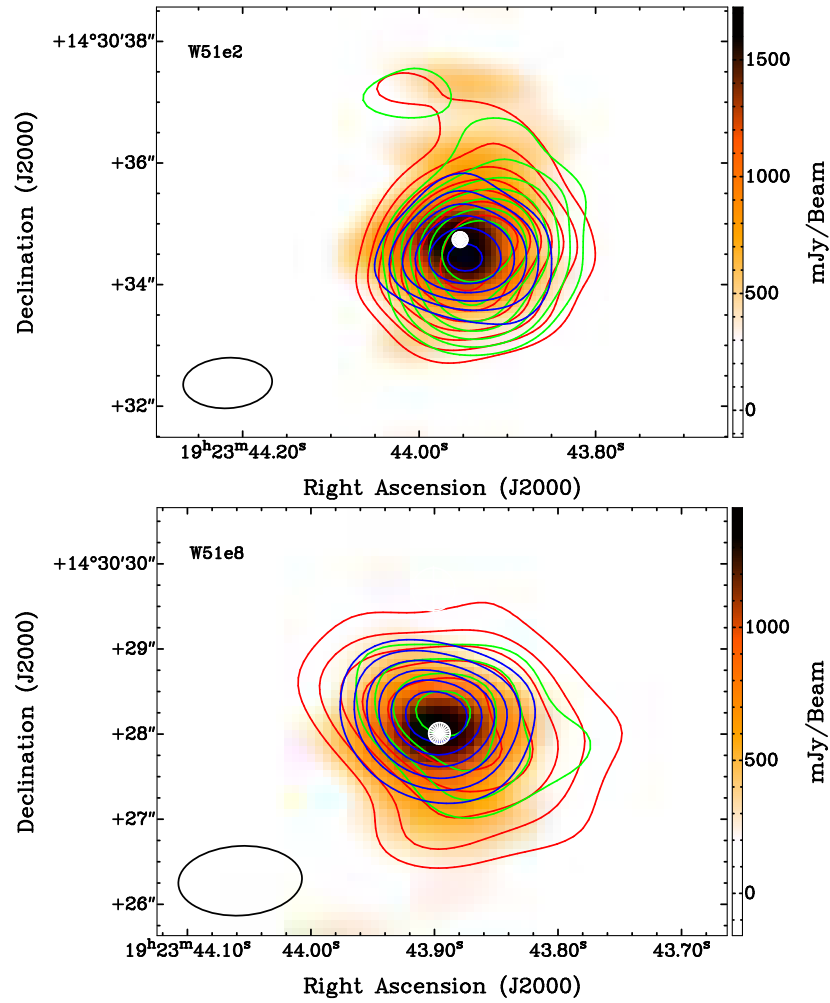 W51e2
+14°30'38"
+36"
+34"
+32"
19h23m44.20s 44.00s 43.80s
Right Ascension (J2000)
Declination (J2000)
1500
1000
500
0
mJy/Beam
W51e8
+14°30'30"
+29"
+28"
+27"
+26"
19h23m44.10s 44.00s 43.90s 43.80s 43.70s
Right Ascension (J2000)
Declination (J2000)
1000
500
0
mJy/Beam